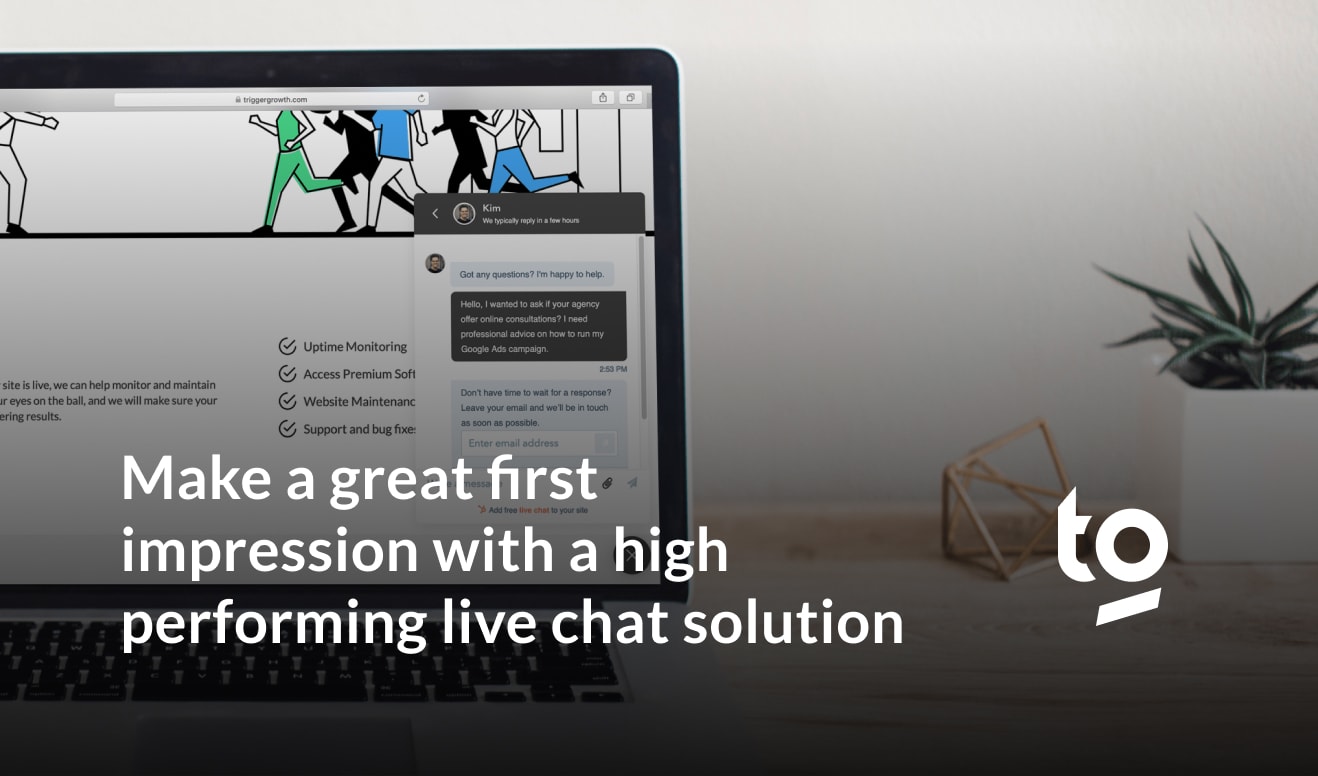 triggergrowth.com
Kim
We typically reply in a few hours
Got any questions? I'm happy to help.
Hello, I wanted to ask if your agency
offer online consultations? I need
professional advice on how to run my
Google Ads campaign.
2:53 PM
Don't have time to wait for a response?
Leave your email and we'll be in touch
as soon as possible.
Enter email address
message
Add free live chat to your site
site is live, we can help monitor and maintain
ur eyes on the ball, and we will make sure your
ering results.
Uptime Monitoring
Access Premium Soft
Website Maintenanc
Support and bug fixe
Make a great first
impression with a high
performing live chat solution
to